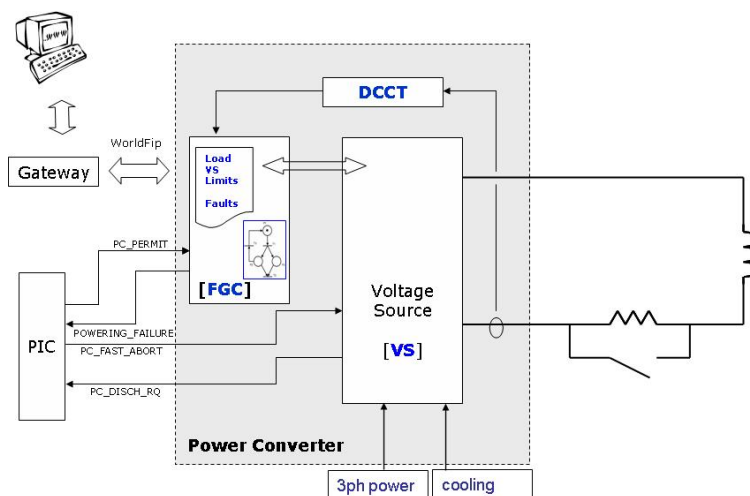 .WWW
DCCT
WorldFip
Gateway
Load
VS
Limits
Faults
PC_PERMIT
[FGC]
Voltage
Source
[VS]
POWERING_FAILURE
PC_FAST_ABORT
PIC
PC_DISCH_RQ
Power Converter
3ph power
cooling